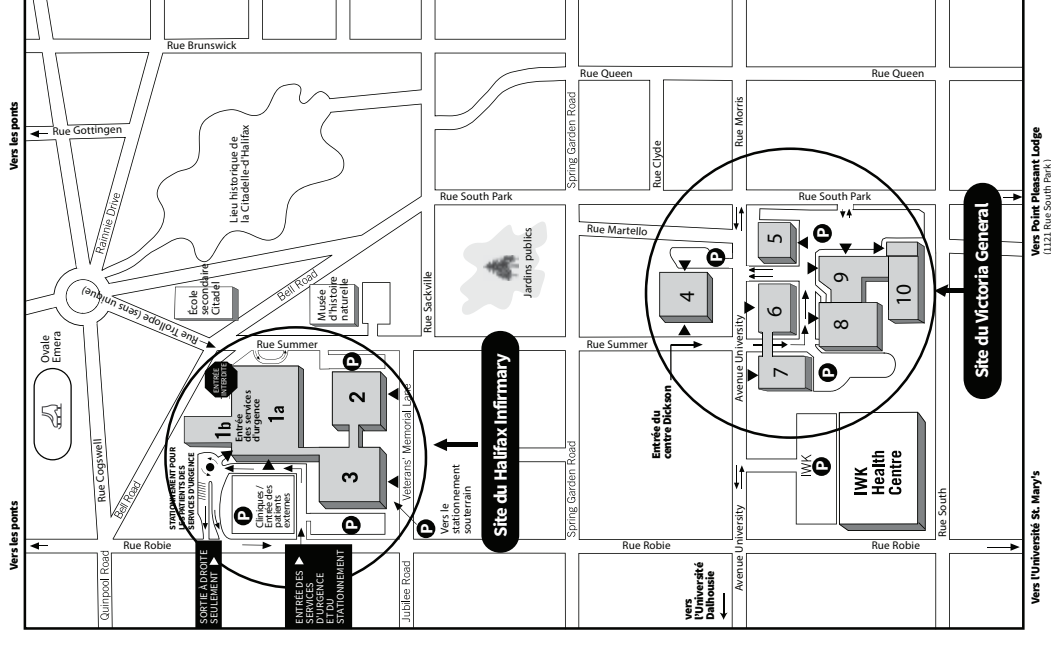 Vers les ponts
Vers les ponts
Rue Brunswick
Rue Gottingen
Rainnie Drive
Lieu historique de
la Citadelle-d'Halifax
Rue Queen
Rue Queen
Spring Garden Road
Rue Clyde
Rue Morris
Rue South Park
Rue South Park
Rue Martello
Vers Point Pleasant Lodge
(1121 Rue South Park )
École
secondaire
Citadel
Rue Trollope (sens unique)
Bell Road
Musée
d'histoire
naturelle
Rue Sackville
Jardins publics
Ovale
Emera
Rue Summer
Rue Summer
ENTRÉE
INTERDITE
Rue Cogswell
Bell Road
STATIONNEMENT POUR
LES PATIENTS DES
SERVICES D'URGENCE
1b
Entrée
des services
d'urgence
1a
2
3
P
P
Cliniques /
Entrée des
patients
externes
P
P
Vers le
stationnement
souterrain
Veterans' Memorial Lane
Site du Halifax Infirmary
Spring Garden Road
Rue Robie
Rue Robie
Rue Robie
Quinpool Road
SORTIE À DROITE
SEULEMENT
ENTRÉE DES
SERVICES
D'URGENCE
ET DU
STATIONNEMENT
Jubilee Road
4
P
5
P
6
7
P
8
9
10
Avenue University
Entrée du
centre Dickson
Site du Victoria General
IWK
P
IWK
Health
Centre
Rue South
Avenue University
vers
l'Université
Dalhousie
Vers l'Université St. Mary's